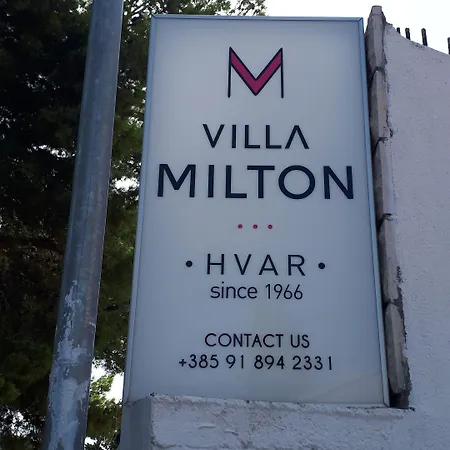 M
VILLA
MILTON
• • •
• HVAR •
since 1966
CONTACT US
+385 91 894 2331